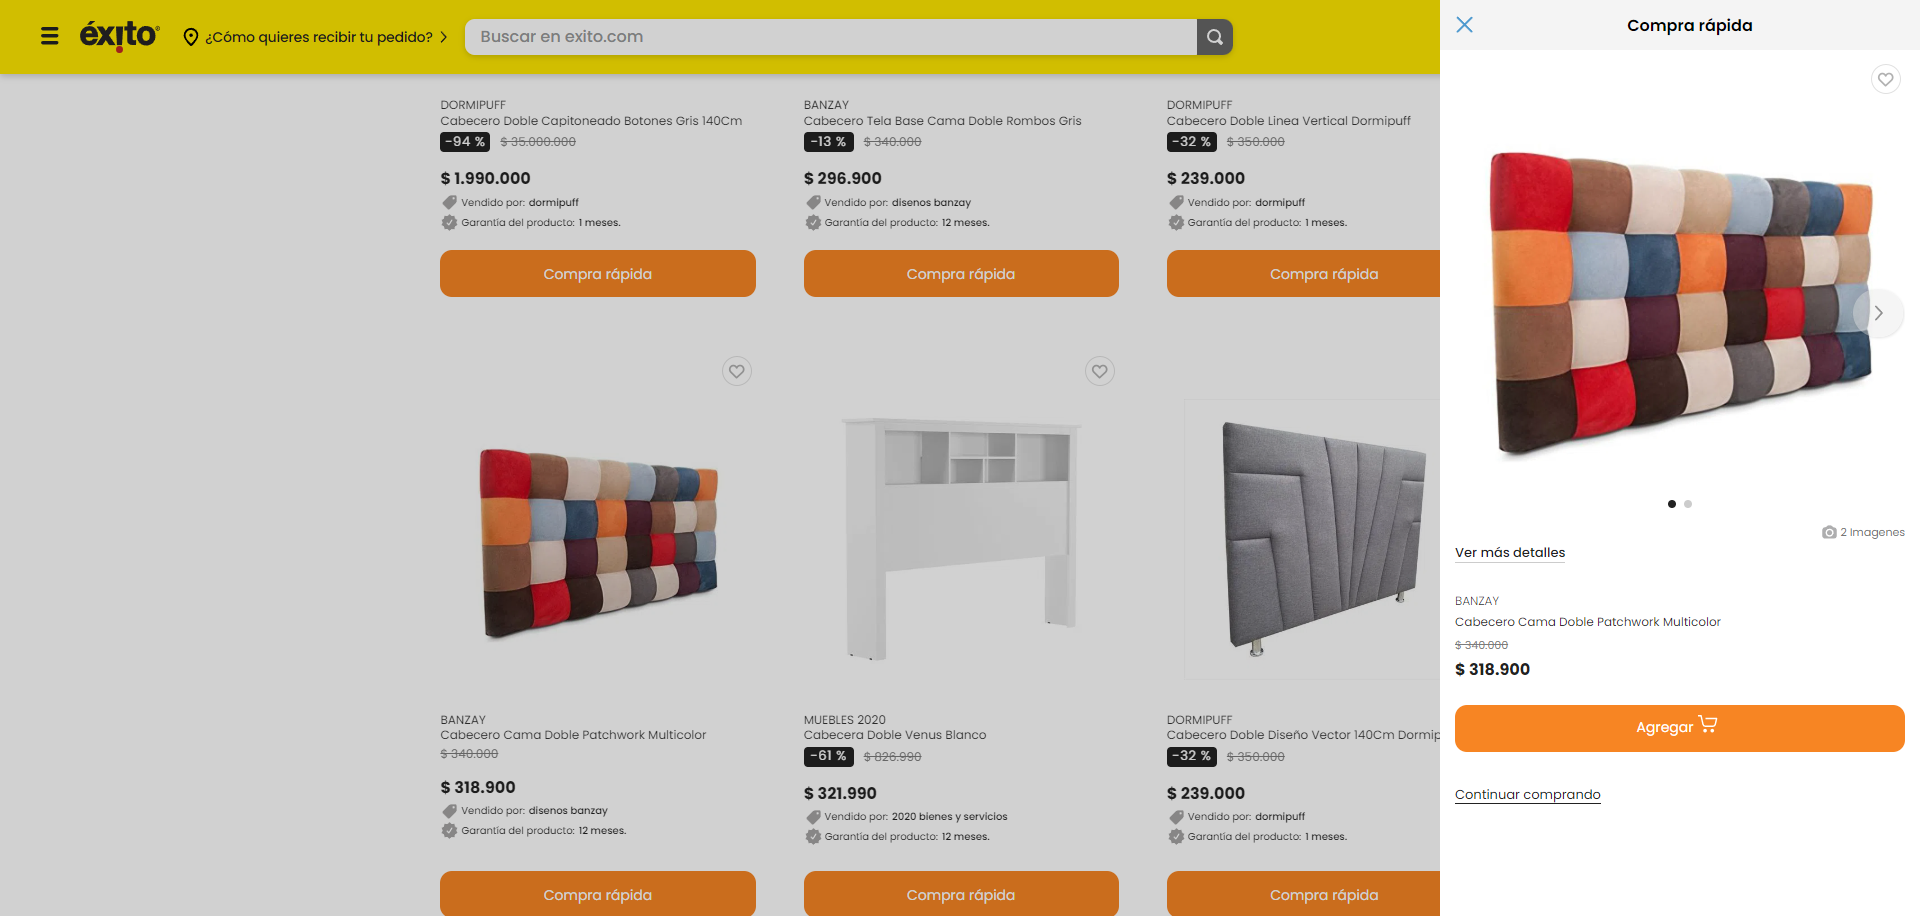 éxito
¿Cómo quieres recibir tu pedido?
Buscar en exito.com
DORMIPUFF
Cabecero Doble Capitoneado Botones Gris 140Cm
-94 % $ 35.000.000
$ 1.990.000
Vendido por: dormipuff
Garantía del producto: 1 meses.
Compra rápida
BANZAY
Cabecero Tela Base Cama Doble Rombos Gris
-13 % $ 340.000
$ 296.900
Vendido por: disenos banzay
Garantía del producto: 12 meses.
Compra rápida
DORMIPUFF
Cabecero Doble Linea Vertical Dormipuff
-32 % $ 350.000
$ 239.000
Vendido por: dormipuff
Garantía del producto: 1 meses.
Compra rápida
BANZAY
Cabecero Cama Doble Patchwork Multicolor
$ 340.000
$ 318.900
Vendido por: disenos banzay
Garantía del producto: 12 meses.
Compra rápida
MUEBLES 2020
Cabecera Doble Venus Blanco
-61 % $ 826.990
$ 321.990
Vendido por: 2020 bienes y servicios
Garantía del producto: 12 meses.
Compra rápida
DORMIPUFF
Cabecero Doble Diseño Vector 140Cm Dormip
-32 % $ 350.000
$ 239.000
Vendido por: dormipuff
Garantía del producto: 1 meses.
Compra rápida
Compra rápida
2 Imagenes
Ver más detalles
BANZAY
Cabecero Cama Doble Patchwork Multicolor
$ 340.000
$ 318.900
Agregar
Continuar comprando